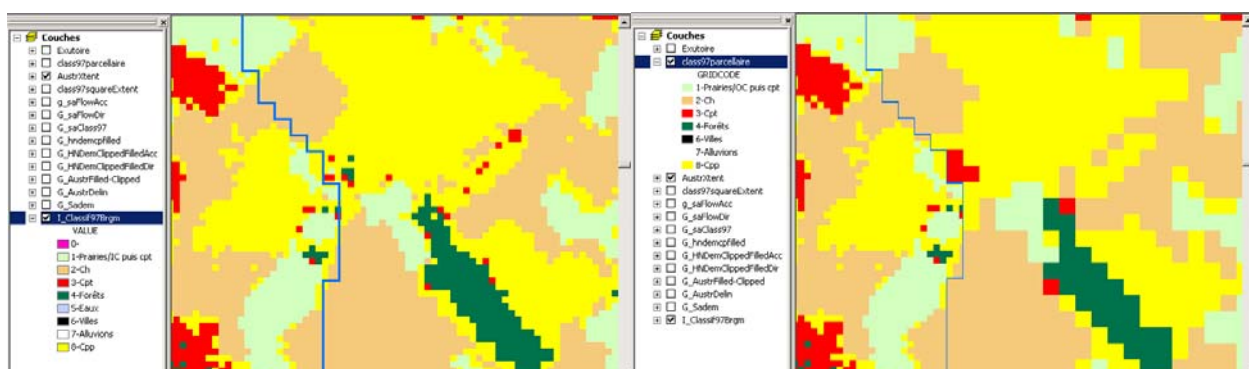 Couches
Exutoire
class97parcellaire
AustrXtent
class97squareExtent
g_saFlowAcc
g_saFlowDir
G_saClass97
G_hndemcpfilled
G_HNDemClippedFilledAcc
G_HNDemClippedFilledDir
G_AustrFilled-Clipped
G_AustrDelin
G_Sadem
I_Classif97Brgm
VALUE
0-
1-Prairies/IC puis cpt
2-Ch
3-Cpt
4-Forêts
5-Eaux
6-Villes
7-Alluvions
8-Cpp
Couches
Exutoire
class97parcellaire
GRIDCODE
1-Prairies/OC puis cpt
2-Ch
3-Cpt
4-Forêts
6-Villes
7-Alluvions
8-Cpp
AustrXtent
class97squareExtent
g_saFlowAcc
g_saFlowDir
G_saClass97
G_hndemcpfilled
G_HNDemClippedFilledAcc
G_HNDemClippedFilledDir
G_AustrFilled-Clipped
G_AustrDelin
G_Sadem
I_Classif97Brgm